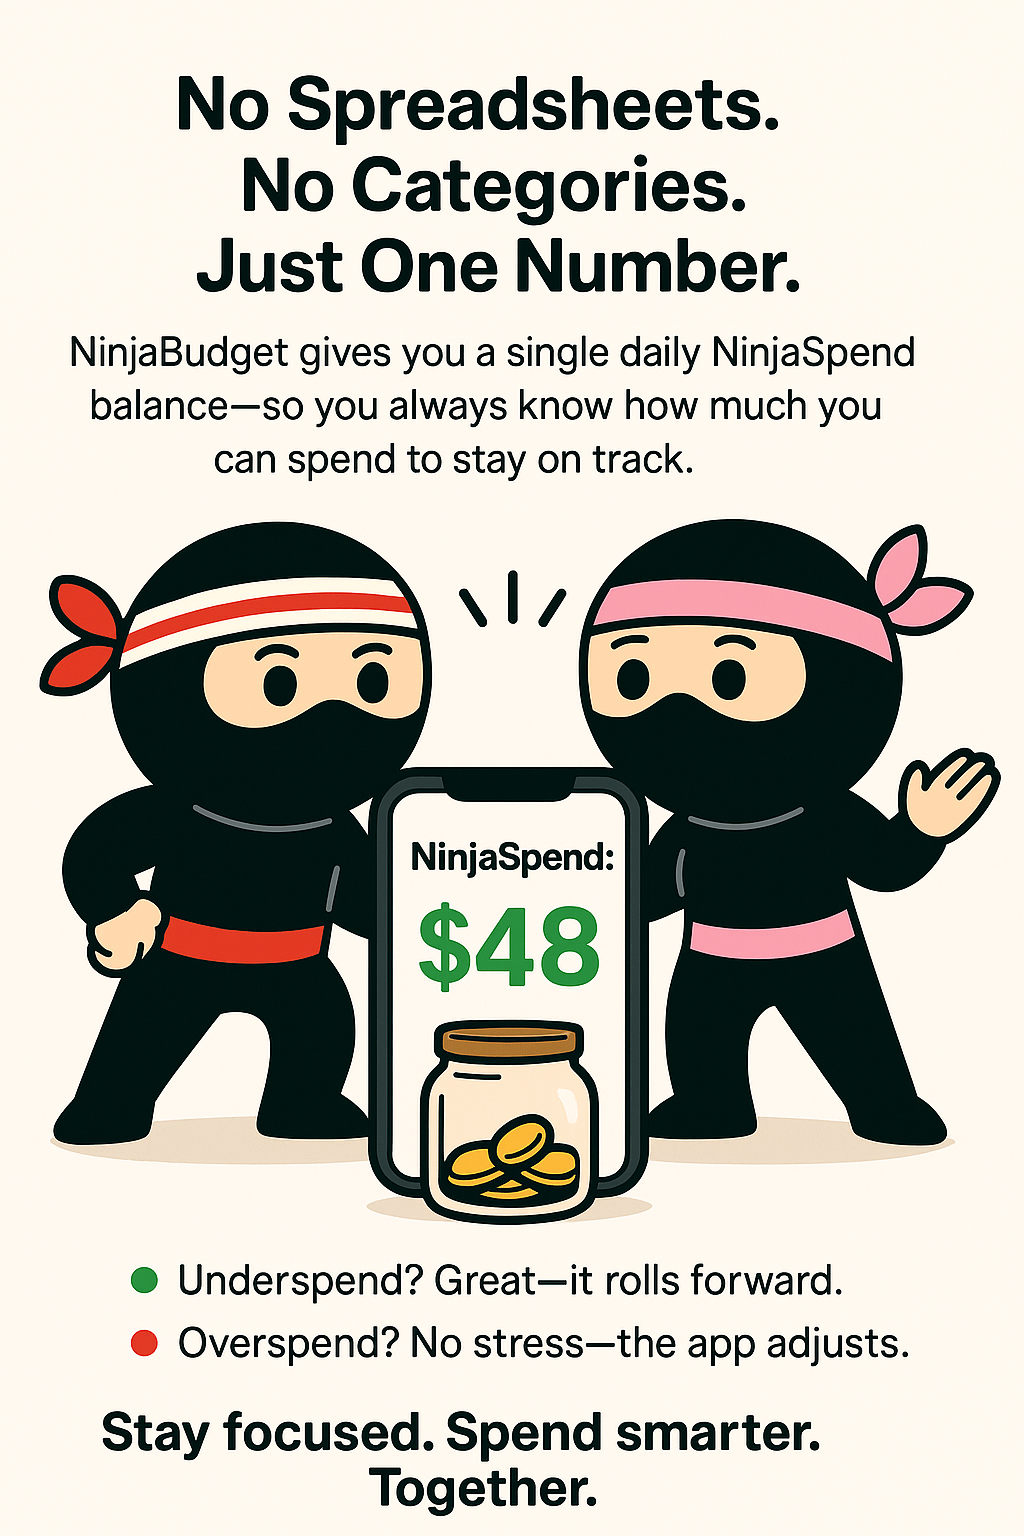 No Spreadsheets.
No Categories.
Just One Number.
NinjaBudget gives you a single daily NinjaSpend
balance—so you always know how much you
can spend to stay on track.
NinjaSpend:
$48
Underspend? Great—it rolls forward.
Overspend? No stress—the app adjusts.
Stay focused. Spend smarter.
Together.